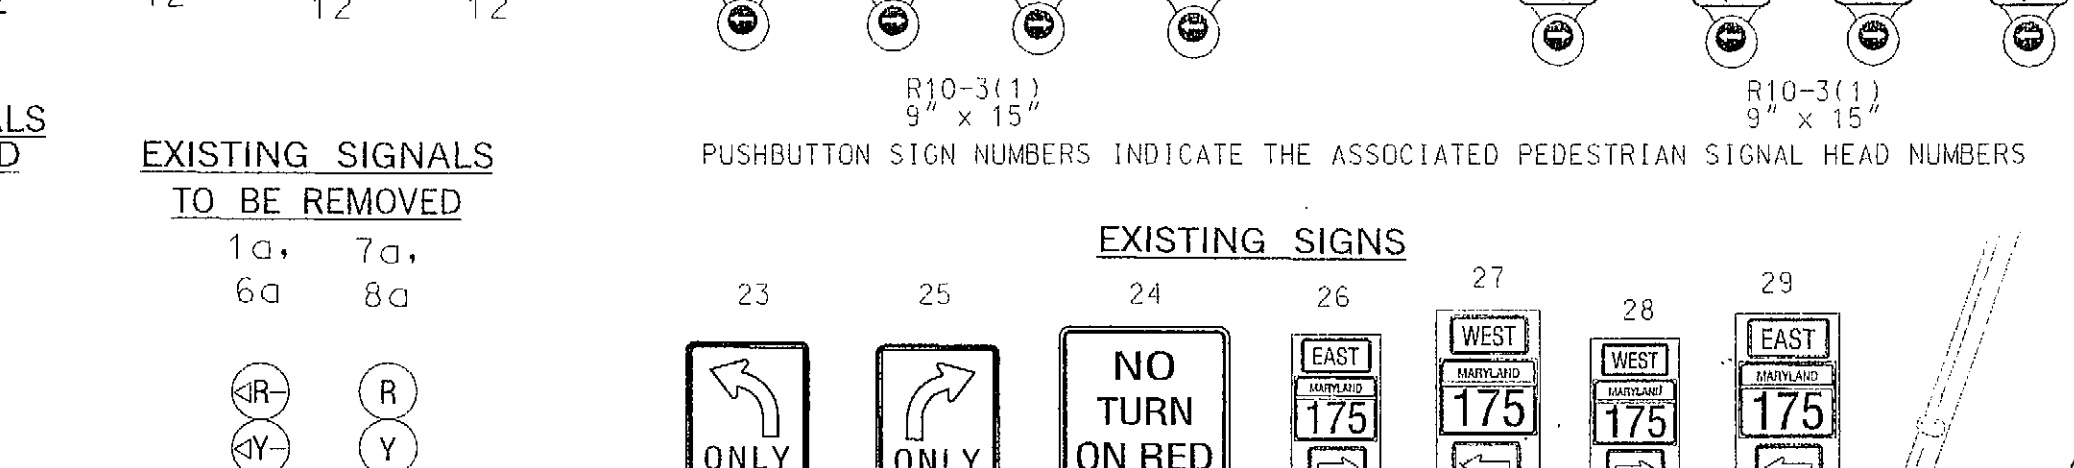 12 12 12
R10-3(1)
9" x 15"
R10-3(1)
9" x 15"
PUSHBUTTON SIGN NUMBERS INDICATE THE ASSOCIATED PEDESTRIAN SIGNAL HEAD NUMBERS
EXISTING SIGNALS
TO BE REMOVED
1a, 7a,
6a 8a
R R
Y Y
EXISTING SIGNS
23 25 24 26 27 28 29
ONLY
ONLY
NO
TURN
ON RED
EAST
MARYLAND
175
WEST
MARYLAND
175
WEST
MARYLAND
175
EAST
MARYLAND
175